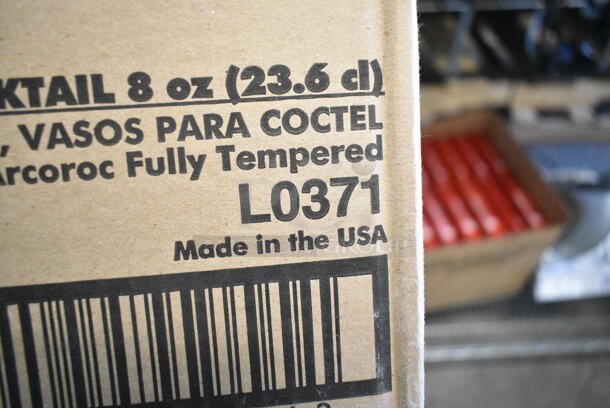 KTAIL 8 oz (23.6 cl)
, VASOS PARA COCTEL
Arcoroc Fully Tempered
L0371
Made in the USA